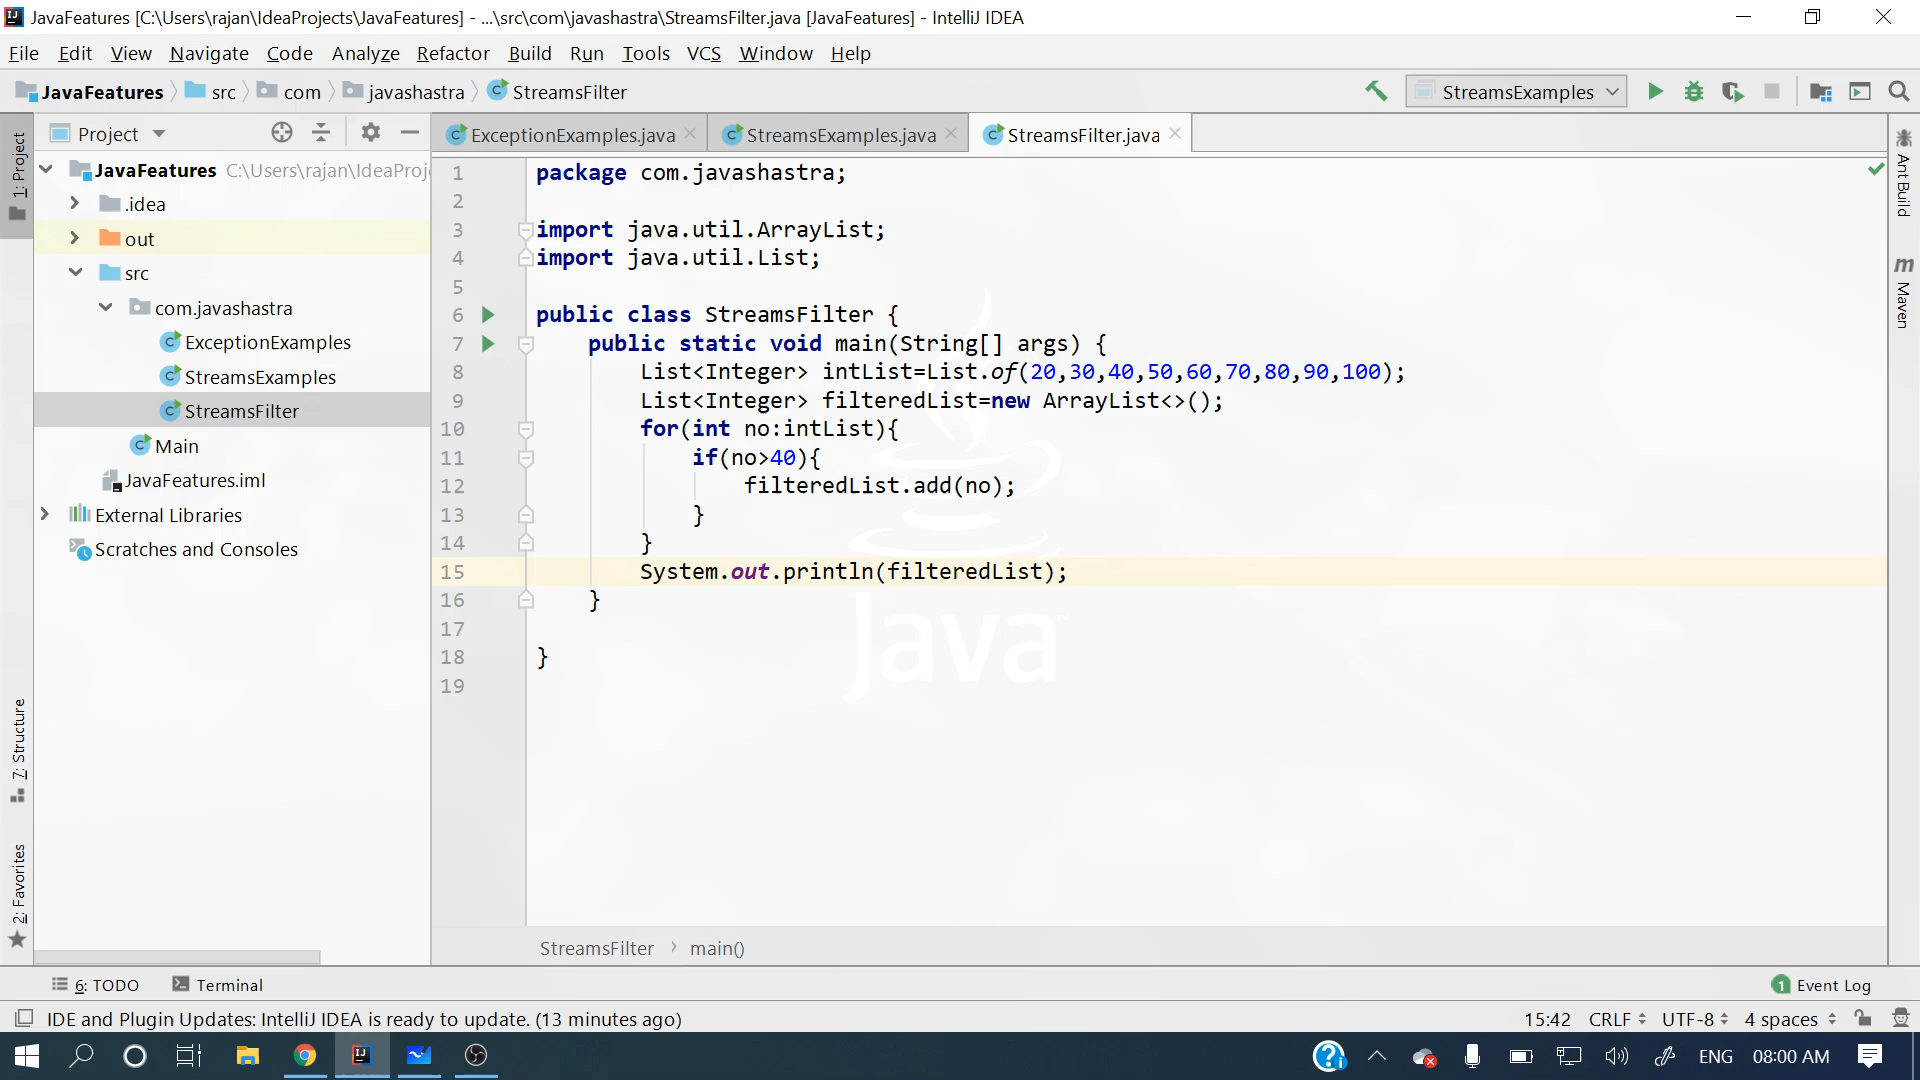 JavaFeatures [C:\Users\rajan\IdeaProjects\JavaFeatures] - ...\src\com\javashastra\StreamsFilter.java [JavaFeatures] - IntelliJ IDEA
File Edit View Navigate Code Analyze Refactor Build Run Tools VCS Window Help
JavaFeatures src com javashastra StreamsFilter StreamsExamples
Project ExceptionExamples.java StreamsExamples.java StreamsFilter.java
1: Project
JavaFeatures C:\Users\rajan\IdeaProj
.idea
out
src
com.javashastra
ExceptionExamples
StreamsExamples
StreamsFilter
Main
JavaFeatures.iml
External Libraries
Scratches and Consoles
7: Structure
2: Favorites
1 package com.javashastra;
2
3 import java.util.ArrayList;
4 import java.util.List;
5
6 public class StreamsFilter {
7 public static void main(String[] args) {
8 List<Integer> intList=List.of(20,30,40,50,60,70,80,90,100);
9 List<Integer> filteredList=new ArrayList<>();
10 for(int no:intList){
11 if(no>40){
12 filteredList.add(no);
13 }
14 }
15 System.out.println(filteredList);
16 }
17
18 }
19
Java
Ant Build
m Maven
StreamsFilter main()
6: TODO Terminal 1 Event Log
IDE and Plugin Updates: IntelliJ IDEA is ready to update. (13 minutes ago) 15:42 CRLF UTF-8 4 spaces
ENG 08:00 AM